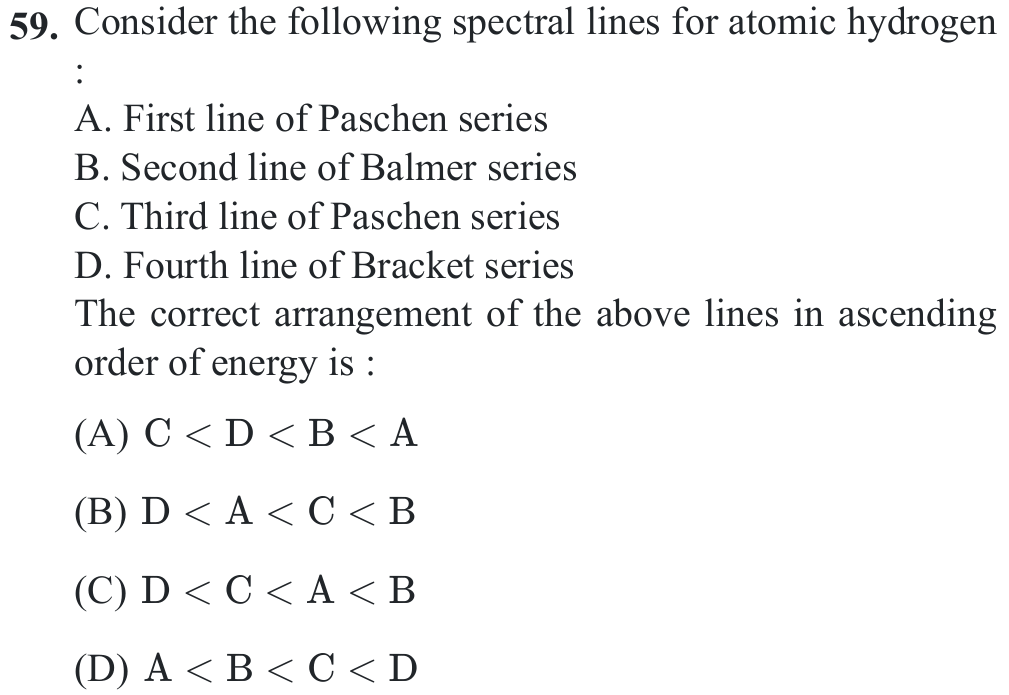 59. Consider the following spectral lines for atomic hydrogen
:
A. First line of Paschen series
B. Second line of Balmer series
C. Third line of Paschen series
D. Fourth line of Bracket series
The correct arrangement of the above lines in ascending
order of energy is :
(A) C < D < B < A
(B) D < A < C < B
(C) D < C < A < B
(D) A < B < C < D